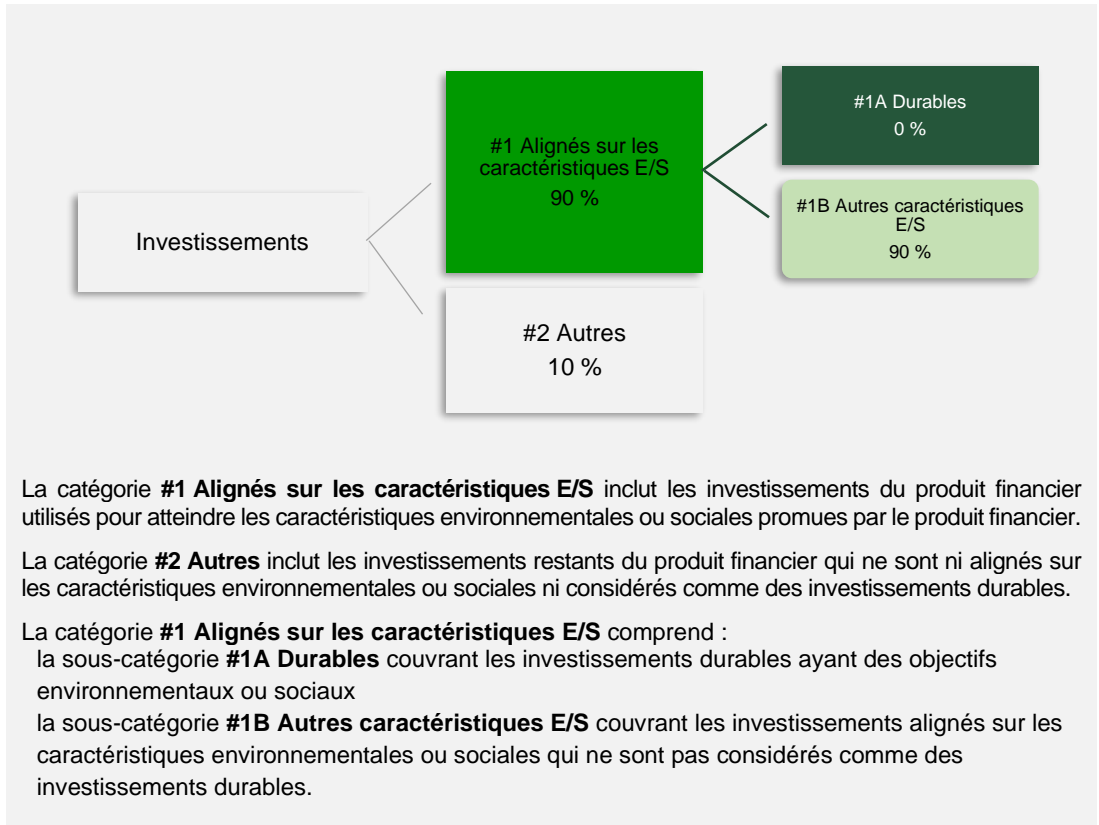 Investissements
#1 Alignés sur les
caractéristiques E/S
90 %
#2 Autres
10 %
#1A Durables
0 %
#1B Autres caractéristiques
E/S
90 %
La catégorie #1 Alignés sur les caractéristiques E/S inclut les investissements du produit financier
utilisés pour atteindre les caractéristiques environnementales ou sociales promues par le produit financier.
La catégorie #2 Autres inclut les investissements restants du produit financier qui ne sont ni alignés sur
les caractéristiques environnementales ou sociales ni considérés comme des investissements durables.
La catégorie #1 Alignés sur les caractéristiques E/S comprend :
la sous-catégorie #1A Durables couvrant les investissements durables ayant des objectifs
environnementaux ou sociaux
la sous-catégorie #1B Autres caractéristiques E/S couvrant les investissements alignés sur les
caractéristiques environnementales ou sociales qui ne sont pas considérés comme des
investissements durables.